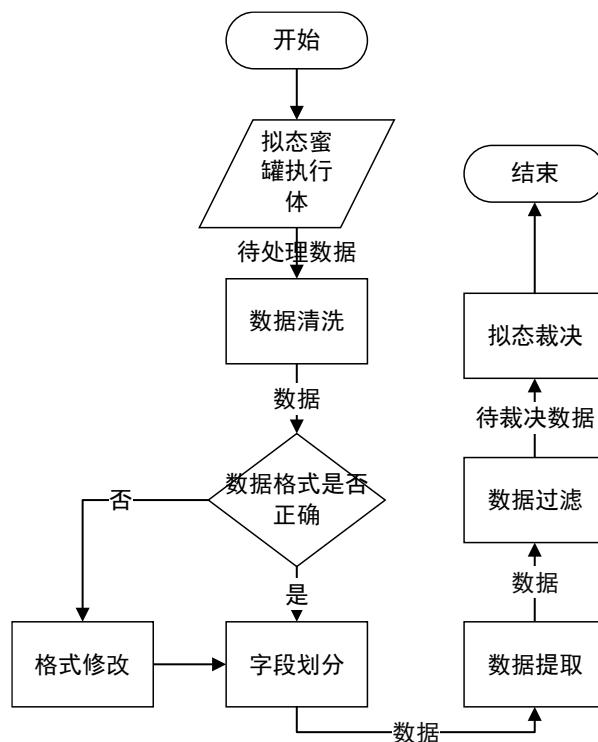 开始
拟态蜜
罐执行
体
待处理数据
数据清洗
数据
数据格式是否
正确
否
是
格式修改
字段划分
数据
数据提取
数据
数据过滤
待裁决数据
拟态裁决
结束